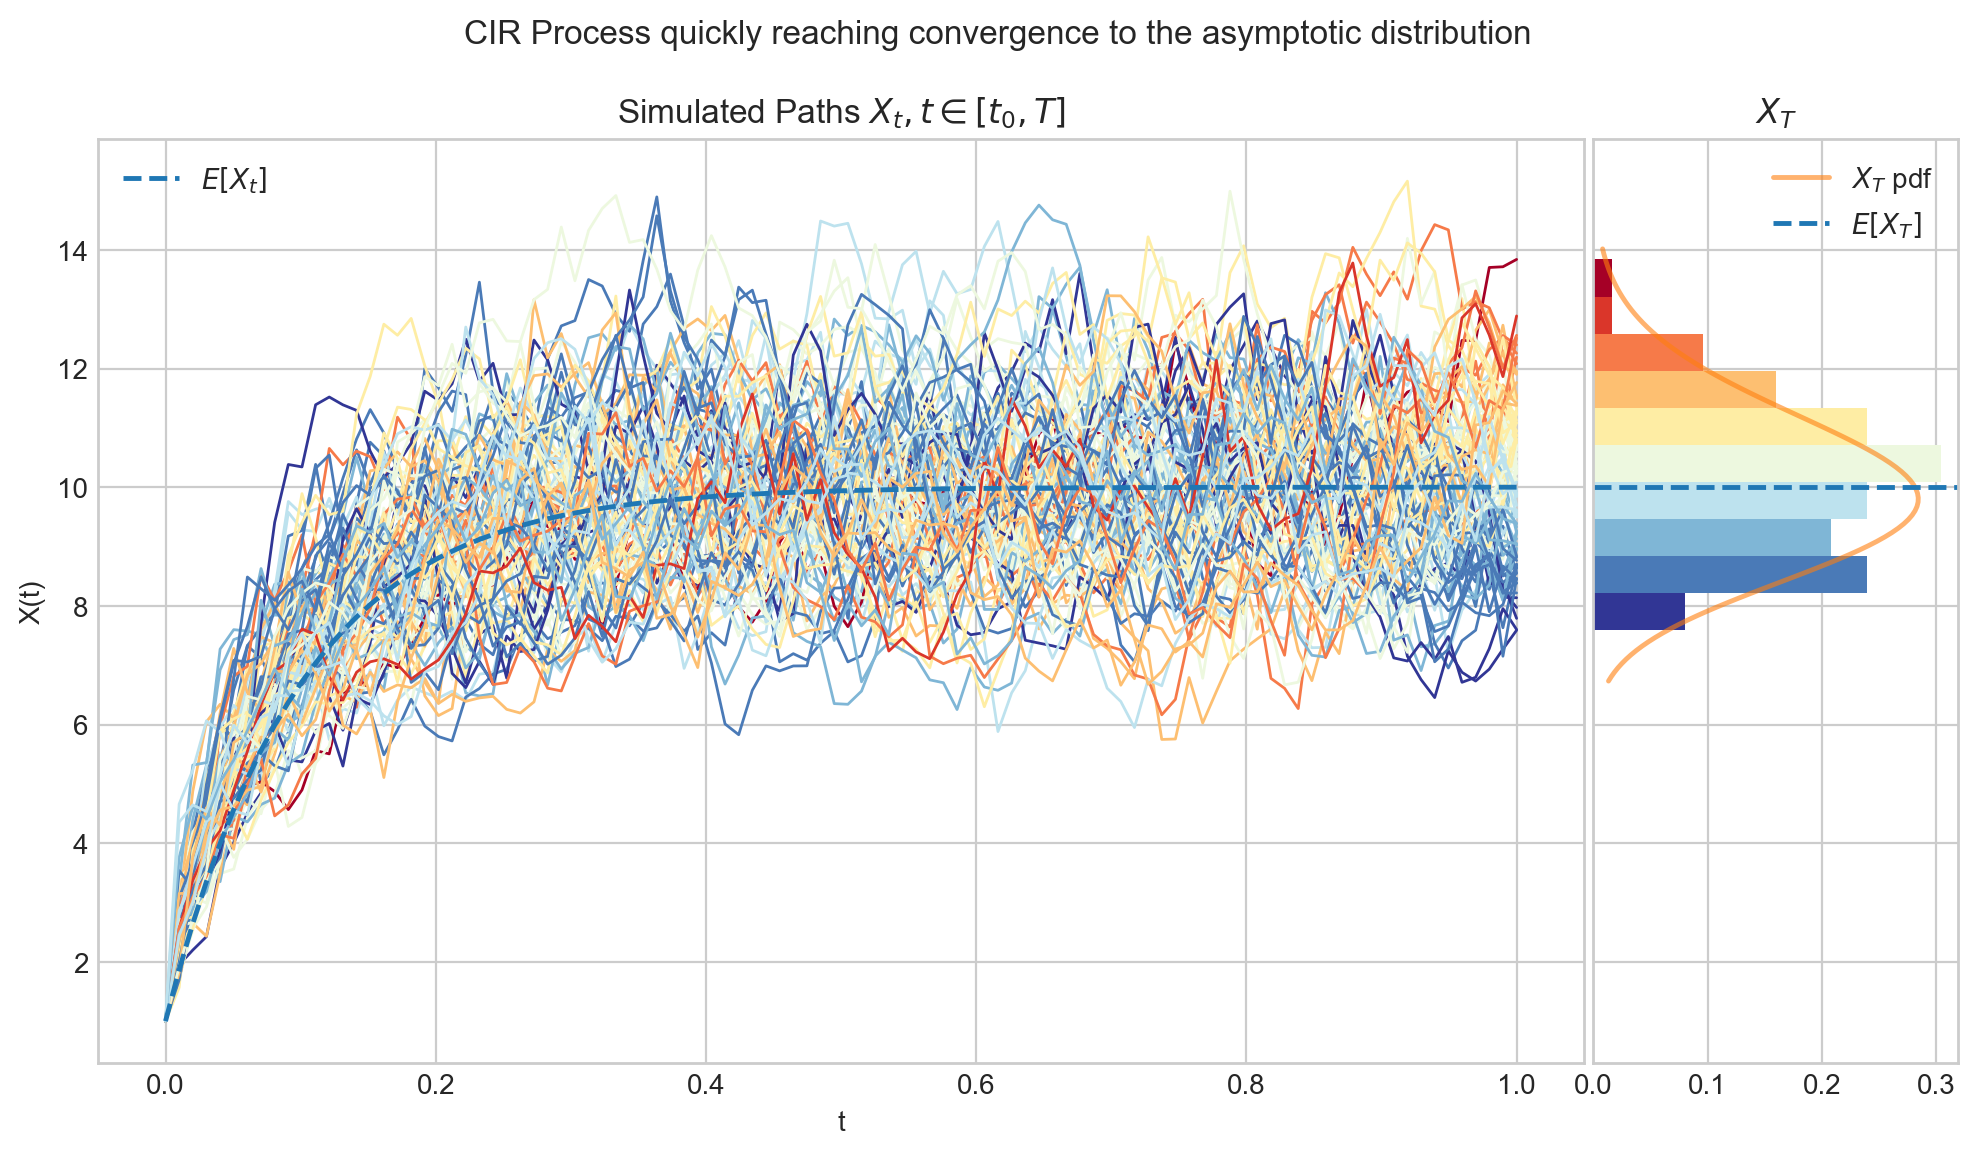 CIR Process quickly reaching convergence to the asymptotic distribution
Simulated Paths X_t, t ∈ [t_0, T]
X_T
E[X_t]
X_T pdf
E[X_T]
14
12
10
8
6
4
2
X(t)
0.0 0.2 0.4 0.6 0.8 1.0
0.0 0.1 0.2 0.3
t